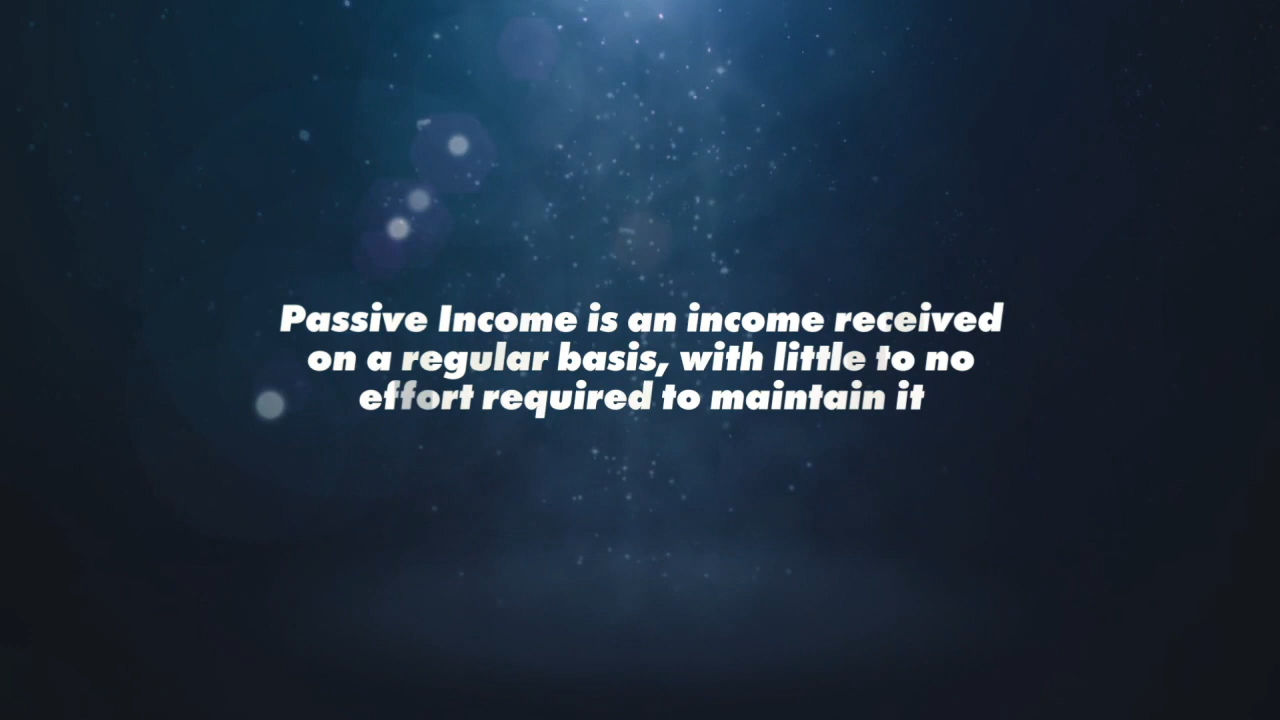 Passive Income is an income received
on a regular basis, with little to no
effort required to maintain it